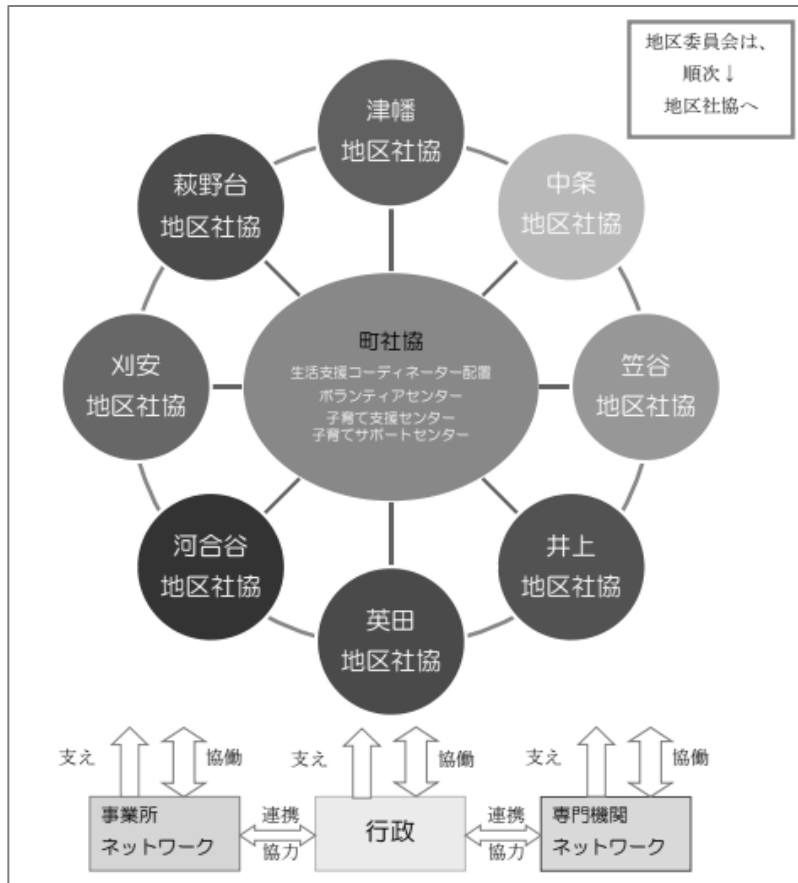 地区委員会は、
順次↓
地区社協へ
津幡
地区社協
中条
地区社協
笠谷
地区社協
井上
地区社協
英田
地区社協
河合谷
地区社協
刈安
地区社協
萩野台
地区社協
町社協
生活支援コーディネーター配置
ボランティアセンター
子育て支援センター
子育てサポートセンター
支え
協働
支え
協働
支え
協働
事業所
ネットワーク
連携
協力
行政
連携
協力
専門機関
ネットワーク